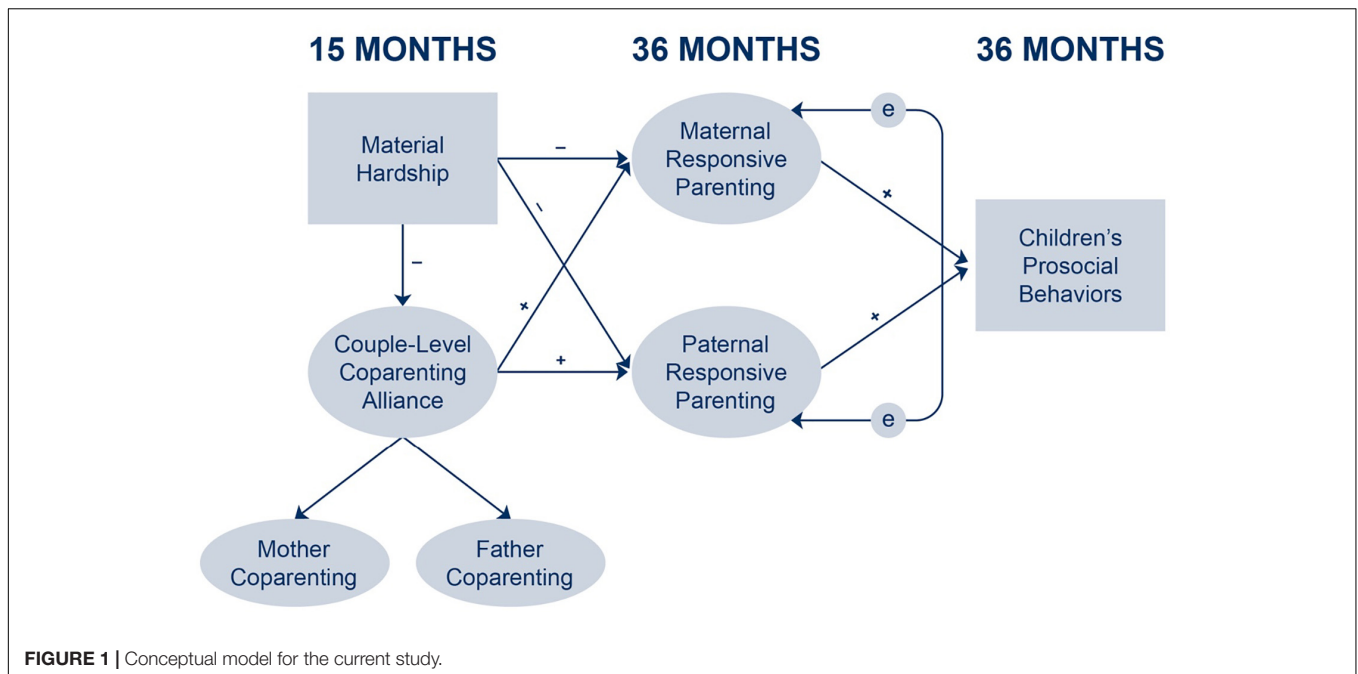 15 MONTHS
36 MONTHS
36 MONTHS
Material
Hardship
–
–
–
Maternal
Responsive
Parenting
e
+
Children's
Prosocial
Behaviors
Couple-Level
Coparenting
Alliance
+
+
Paternal
Responsive
Parenting
+
e
Mother
Coparenting
Father
Coparenting
FIGURE 1 | Conceptual model for the current study.